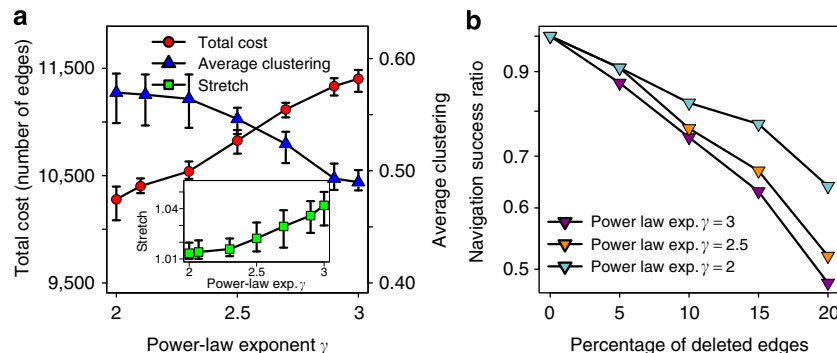 a
Total cost
Average clustering
Stretch
Total cost (number of edges)
11,500
10,500
9,500
0.60
0.50
0.40
Average clustering
Stretch
1.04
1.01
2.0
2.5
3
Power-law exp. γ
2
2.5
3
Power-law exponent γ
b
Navigation success ratio
0.9
0.7
0.6
0.5
Power law exp. γ = 3
Power law exp. γ = 2.5
Power law exp. γ = 2
0
5
10
15
20
Percentage of deleted edges